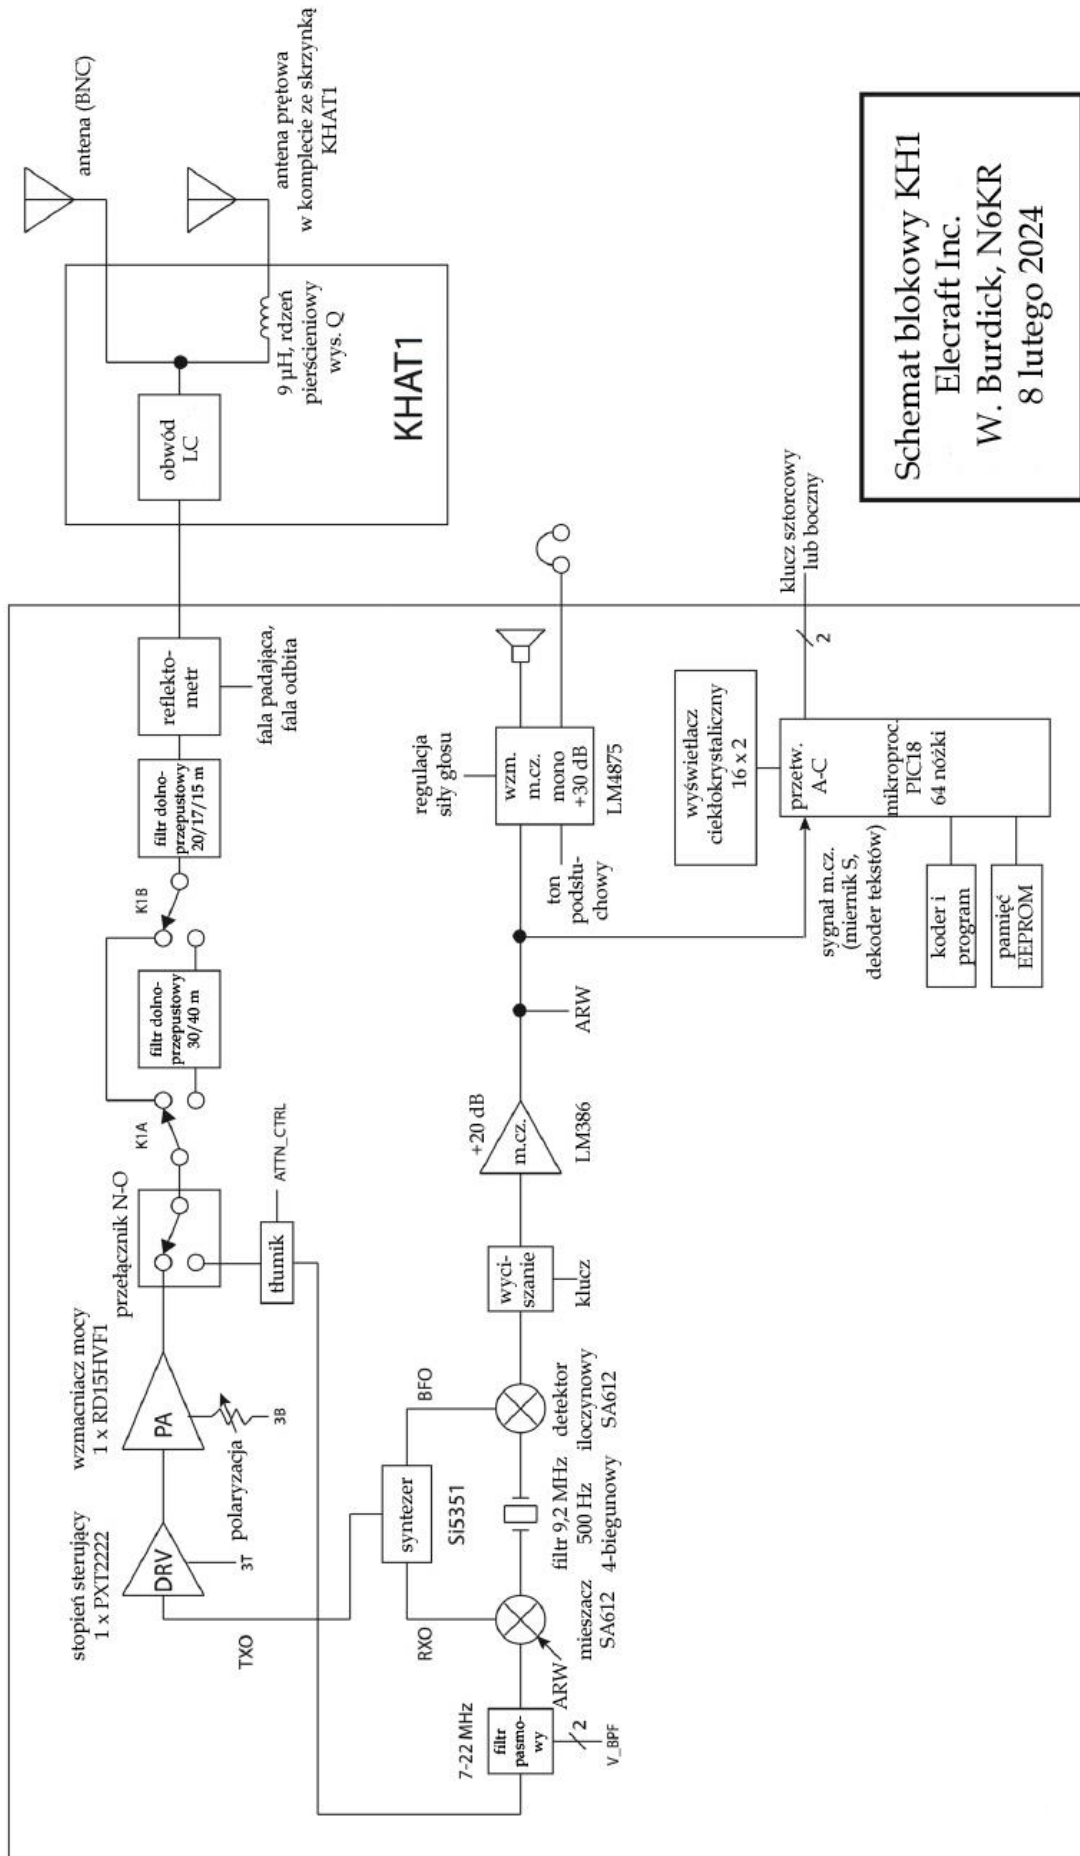 stopień sterujący
1 x PXT2222
DRV
3T
TXO
wzmacniacz mocy
1 x RD15HVF1
PA
polaryzacja
3B
przełącznik N-O
tłumik
ATTN_CTRL
K1A
filtr dolno-
przepustowy
30/40 m
K1B
filtr dolno-
przepustowy
20/17/15 m
reflekto-
metr
fala padająca,
fala odbita
obwód
LC
9 µH, rdzeń
pierścieniowy
wys. Q
KHAT1
antena (BNC)
antena prętowa
w komplecie ze skrzynką
KHAT1
7-22 MHz
filtr
pasmo-
wy
2
V_BPF
RXO
ARW
mieszacz
SA612
syntezer
Si5351
BFO
filtr 9,2 MHz
500 Hz
4-biegunowy
detektor
iloczynowy
SA612
wyci-
szanie
klucz
+20 dB
m.cz.
LM386
ARW
ton
podsłu-
chowy
regulacja
siły głosu
wzm.
m.cz.
mono
+30 dB
LM4875
sygnał m.cz.
(miernik S,
dekoder tekstów)
wyświetlacz
ciekłokrystaliczny
16 x 2
przetw.
A-C
mikroproc.
PIC18
64 nóżki
koder i
program
pamięć
EEPROM
2
klucz sztorcowy
lub boczny
Schemat blokowy KH1
Elecraft Inc.
W. Burdick, N6KR
8 lutego 2024